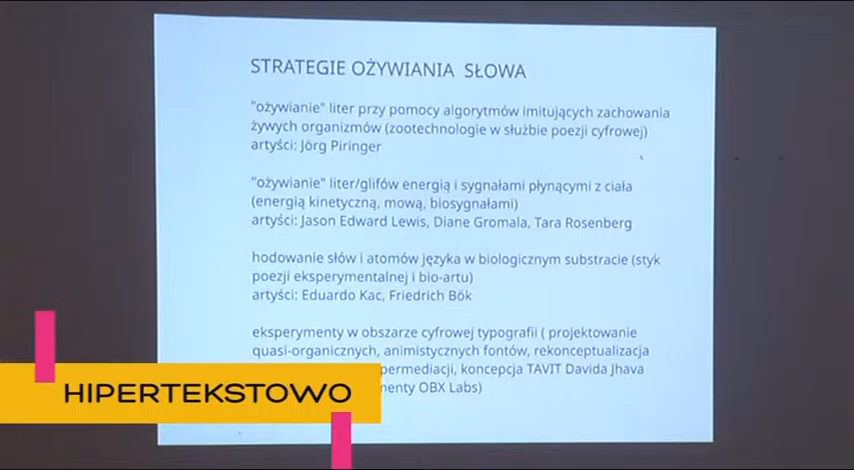 STRATEGIE OŻYWIANIA SŁOWA
"ożywianie" liter przy pomocy algorytmów imitujących zachowania
żywych organizmów (zootechnologie w służbie poezji cyfrowej)
artyści: Jörg Piringer
"ożywianie" liter/glifów energią i sygnałami płynącymi z ciała
(energią kinetyczną, mową, biosygnałami)
artyści: Jason Edward Lewis, Diane Gromala, Tara Rosenberg
hodowanie słów i atomów języka w biologicznym substracie (styk
poezji eksperymentalnej i bio-artu)
artyści: Eduardo Kac, Friedrich Bök
eksperymenty w obszarze cyfrowej typografii ( projektowanie
quasi-organicznych, animistycznych fontów, rekonceptualizacja
koncepcja TAVIT Davida Jhava
OBX Labs)
HIPERTEKSTOWO